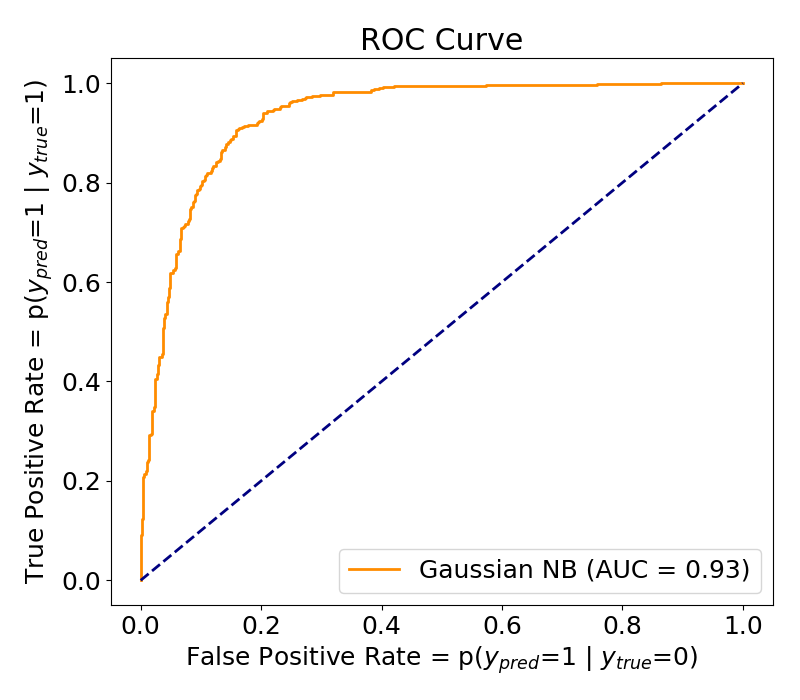 ROC Curve
True Positive Rate = p(y_pred=1 | y_true=1)
1.0
0.8
0.6
0.4
0.2
0.0
Gaussian NB (AUC = 0.93)
0.0 0.2 0.4 0.6 0.8 1.0
False Positive Rate = p(y_pred=1 | y_true=0)